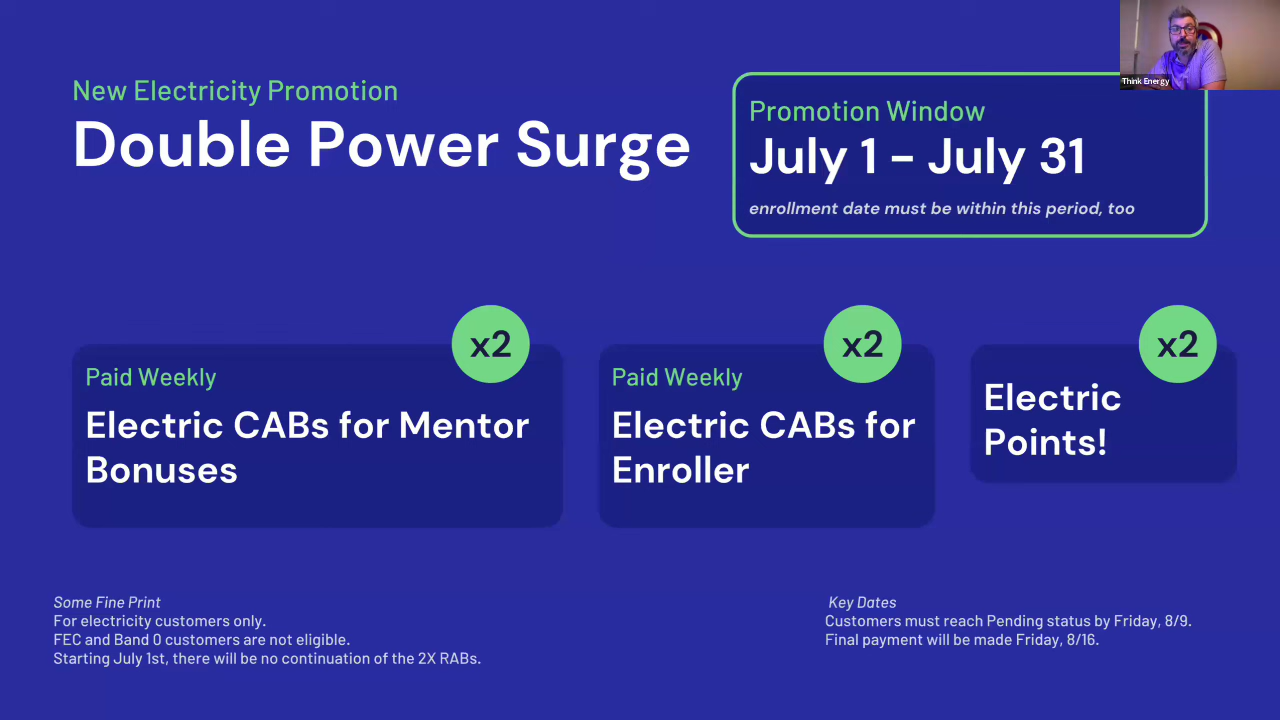 New Electricity Promotion
Double Power Surge
Promotion Window
July 1 – July 31
enrollment date must be within this period, too
Think Energy
x2
Paid Weekly
Electric CABs for Mentor
Bonuses
x2
Paid Weekly
Electric CABs for
Enroller
x2
Electric
Points!
Some Fine Print
For electricity customers only.
FEC and Band 0 customers are not eligible.
Starting July 1st, there will be no continuation of the 2X RABs.
Key Dates
Customers must reach Pending status by Friday, 8/9.
Final payment will be made Friday, 8/16.